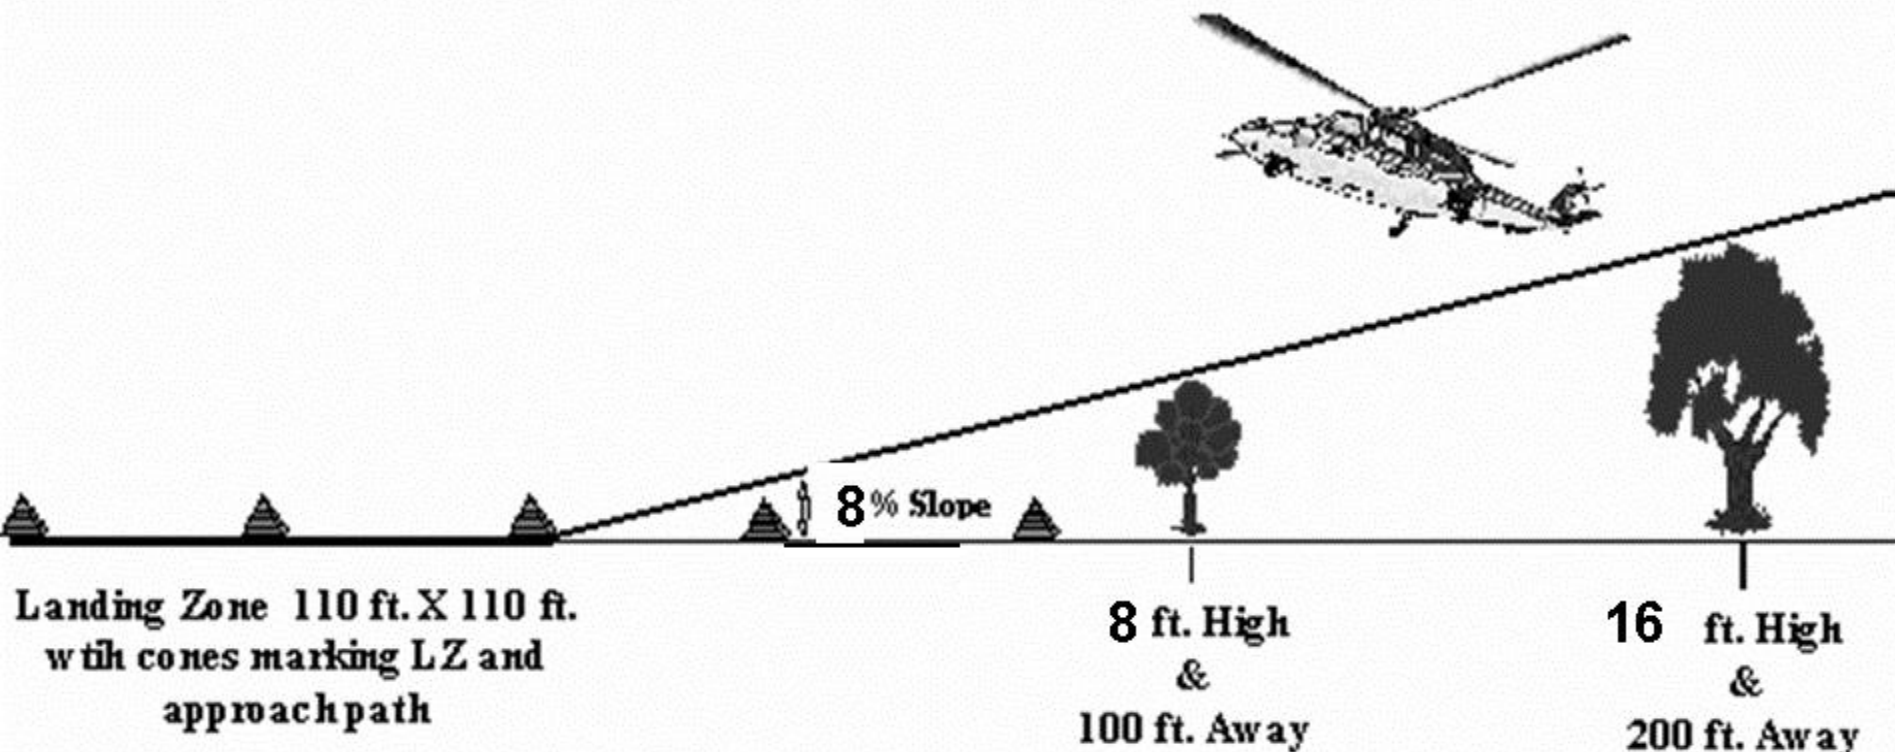 8% Slope
Landing Zone 110 ft. X 110 ft.
wtih cones marking LZ and
approach path
8 ft. High
&
100 ft. Away
16 ft. High
&
200 ft. Away